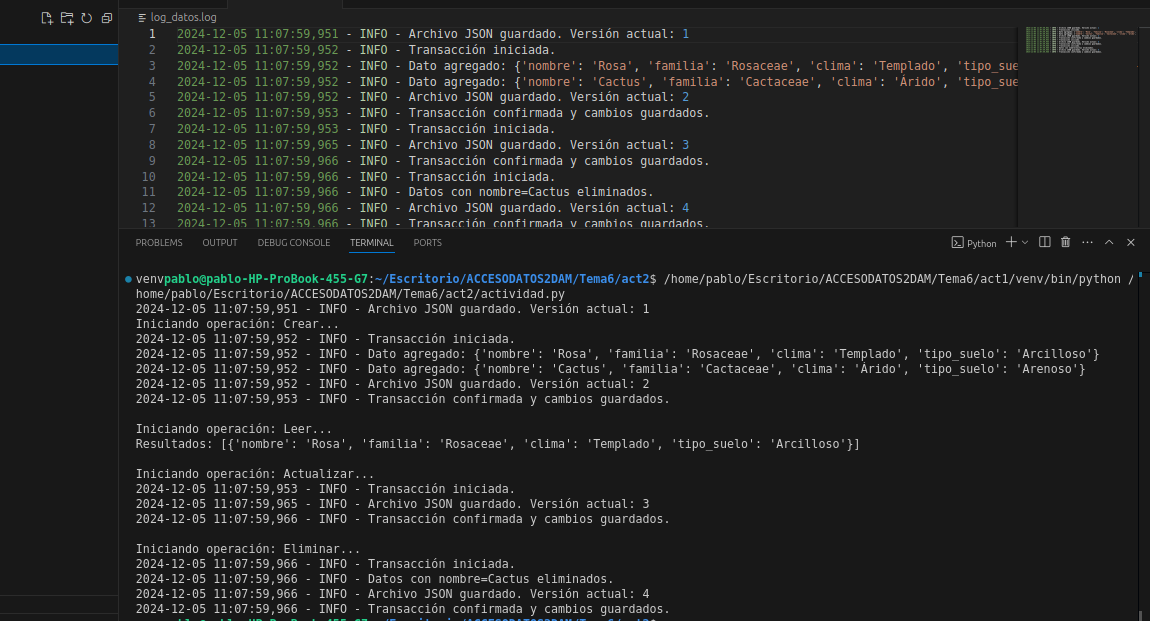 log_datos.log
1 2024-12-05 11:07:59,951 - INFO - Archivo JSON guardado. Versión actual: 1
2 2024-12-05 11:07:59,952 - INFO - Transacción iniciada.
3 2024-12-05 11:07:59,952 - INFO - Dato agregado: {'nombre': 'Rosa', 'familia': 'Rosaceae', 'clima': 'Templado', 'tipo_sue
4 2024-12-05 11:07:59,952 - INFO - Dato agregado: {'nombre': 'Cactus', 'familia': 'Cactaceae', 'clima': 'Árido', 'tipo_sue
5 2024-12-05 11:07:59,952 - INFO - Archivo JSON guardado. Versión actual: 2
6 2024-12-05 11:07:59,953 - INFO - Transacción confirmada y cambios guardados.
7 2024-12-05 11:07:59,953 - INFO - Transacción iniciada.
8 2024-12-05 11:07:59,965 - INFO - Archivo JSON guardado. Versión actual: 3
9 2024-12-05 11:07:59,966 - INFO - Transacción confirmada y cambios guardados.
10 2024-12-05 11:07:59,966 - INFO - Transacción iniciada.
11 2024-12-05 11:07:59,966 - INFO - Datos con nombre=Cactus eliminados.
12 2024-12-05 11:07:59,966 - INFO - Archivo JSON guardado. Versión actual: 4
13 2024-12-05 11:07:59,966 - INFO - Transacción confirmada y cambios guardados.
PROBLEMS OUTPUT DEBUG CONSOLE TERMINAL PORTS Python
venvpablo@pablo-HP-ProBook-455-G7:~/Escritorio/ACCESODATOS2DAM/Tema6/act2$ /home/pablo/Escritorio/ACCESODATOS2DAM/Tema6/act1/venv/bin/python /
home/pablo/Escritorio/ACCESODATOS2DAM/Tema6/act2/actividad.py
2024-12-05 11:07:59,951 - INFO - Archivo JSON guardado. Versión actual: 1
Iniciando operación: Crear...
2024-12-05 11:07:59,952 - INFO - Transacción iniciada.
2024-12-05 11:07:59,952 - INFO - Dato agregado: {'nombre': 'Rosa', 'familia': 'Rosaceae', 'clima': 'Templado', 'tipo_suelo': 'Arcilloso'}
2024-12-05 11:07:59,952 - INFO - Dato agregado: {'nombre': 'Cactus', 'familia': 'Cactaceae', 'clima': 'Árido', 'tipo_suelo': 'Arenoso'}
2024-12-05 11:07:59,952 - INFO - Archivo JSON guardado. Versión actual: 2
2024-12-05 11:07:59,953 - INFO - Transacción confirmada y cambios guardados.
Iniciando operación: Leer...
Resultados: [{'nombre': 'Rosa', 'familia': 'Rosaceae', 'clima': 'Templado', 'tipo_suelo': 'Arcilloso'}]
Iniciando operación: Actualizar...
2024-12-05 11:07:59,953 - INFO - Transacción iniciada.
2024-12-05 11:07:59,965 - INFO - Archivo JSON guardado. Versión actual: 3
2024-12-05 11:07:59,966 - INFO - Transacción confirmada y cambios guardados.
Iniciando operación: Eliminar...
2024-12-05 11:07:59,966 - INFO - Transacción iniciada.
2024-12-05 11:07:59,966 - INFO - Datos con nombre=Cactus eliminados.
2024-12-05 11:07:59,966 - INFO - Archivo JSON guardado. Versión actual: 4
2024-12-05 11:07:59,966 - INFO - Transacción confirmada y cambios guardados.